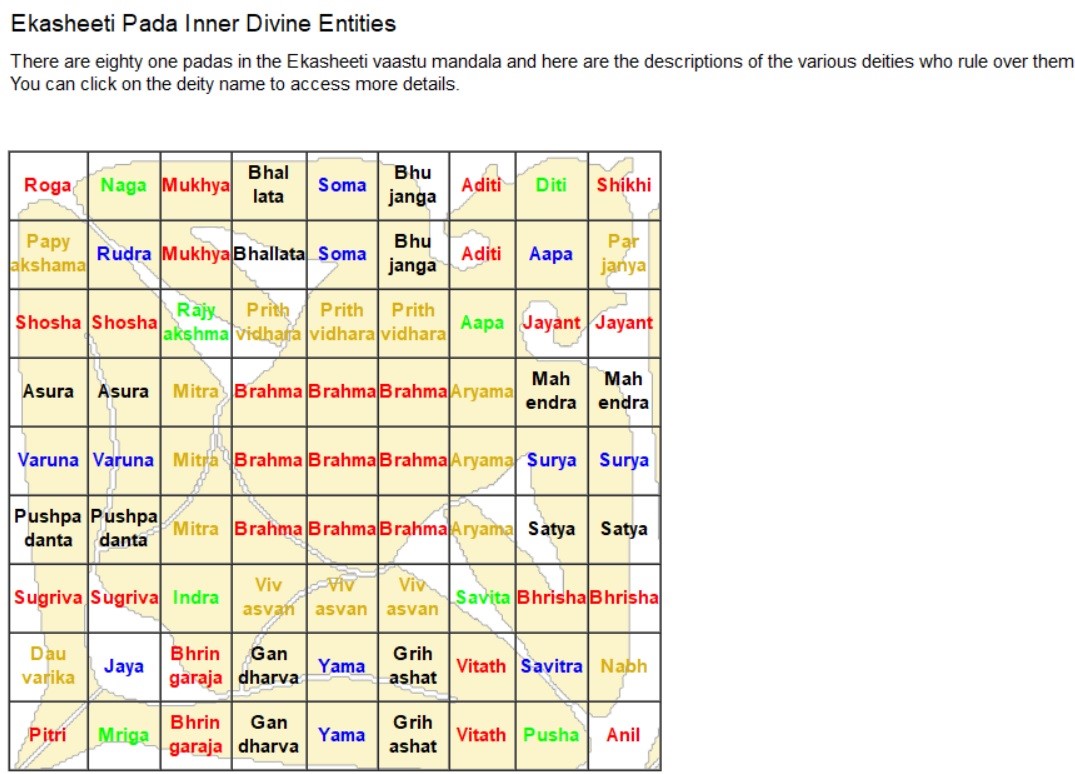 Ekasheeti Pada Inner Divine Entities
There are eighty one padas in the Ekasheeti vaastu mandala and here are the descriptions of the various deities who rule over them
You can click on the deity name to access more details.
Roga Naga Mukhya Bhal lata Soma Bhu janga Aditi Diti Shikhi
Papy akshama Rudra Mukhya Bhallata Soma Bhu janga Aditi Aapa Par janya
Shosha Shosha Rajy akshma Prith vidhara Prith vidhara Prith vidhara Aapa Jayant Jayant
Asura Asura Mitra Brahma Brahma Brahma Aryama Mah endra Mah endra
Varuna Varuna Mitra Brahma Brahma Brahma Aryama Surya Surya
Pushpa danta Pushpa danta Mitra Brahma Brahma Brahma Aryama Satya Satya
Sugriva Sugriva Indra Viv asvan Viv asvan Viv asvan Savita Bhrisha Bhrisha
Dau varika Jaya Bhrin garaja Gan dharva Yama Grih ashat Vitath Savitra Nabh
Pitri Mriga Bhrin garaja Gan dharva Yama Grih ashat Vitath Pusha Anil